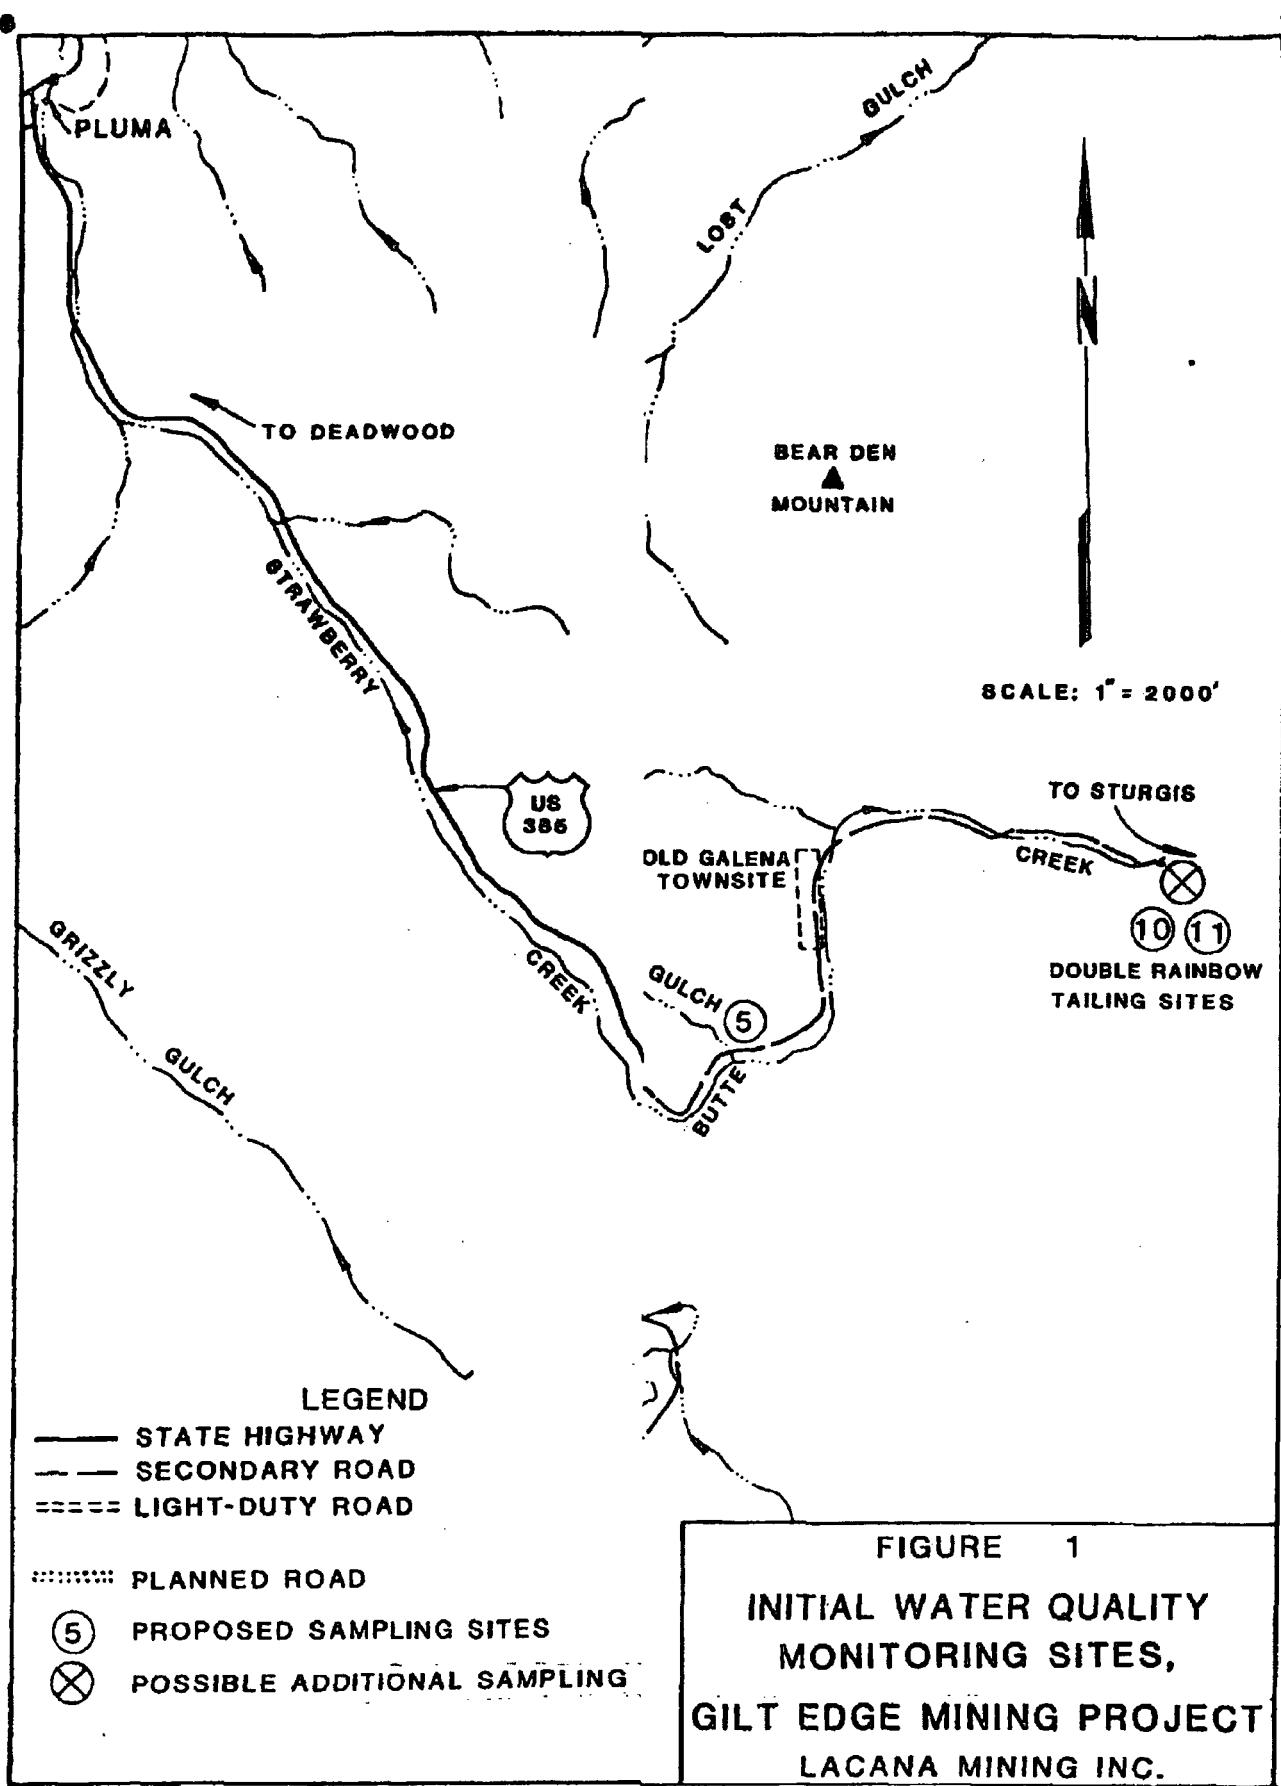 PLUMA
LOST GULCH
N
TO DEADWOOD
BEAR DEN
MOUNTAIN
STRAWBERRY
SCALE: 1" = 2000'
US
385
TO STURGIS
OLD GALENA
TOWNSITE
CREEK
10 11
DOUBLE RAINBOW
TAILING SITES
GRIZZLY
GULCH
CREEK
GULCH
5
BUTTE
LEGEND
STATE HIGHWAY
SECONDARY ROAD
LIGHT-DUTY ROAD
PLANNED ROAD
5 PROPOSED SAMPLING SITES
POSSIBLE ADDITIONAL SAMPLING
FIGURE 1
INITIAL WATER QUALITY
MONITORING SITES,
GILT EDGE MINING PROJECT
LACANA MINING INC.